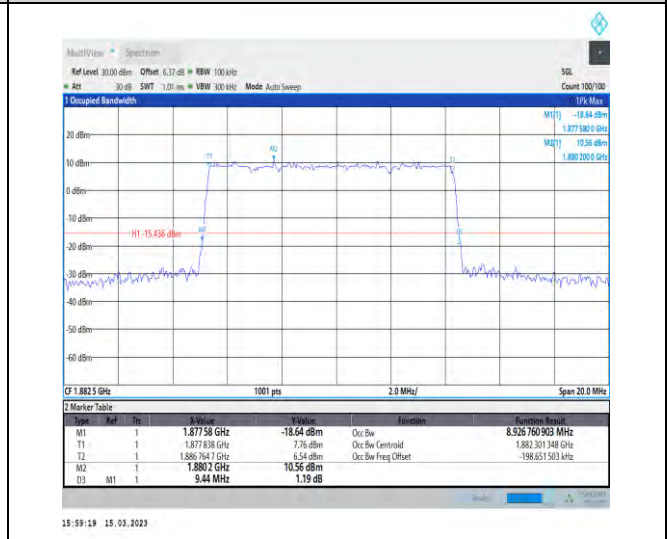 MultiView Spectrum
Ref Level 30.00 dBm Offset 6.37 dB RBW 100 kHz SGL
Att 30 dB SWT 1.01 ms VBW 300 kHz Mode Auto Sweep Count 100/100
1 Occupied Bandwidth 1Pk Max
M1[1] -18.64 dBm
1.877 580 0 GHz
M2[1] 10.56 dBm
1.880 200 0 GHz
20 dBm
T1 M2 T2
10 dBm
0 dBm
-10 dBm
H1 -15.436 dBm M1
-20 dBm
-30 dBm
-40 dBm
-50 dBm
-60 dBm
CF 1.882 5 GHz 1001 pts 2.0 MHz/ Span 20.0 MHz
2 Marker Table
Type Ref Trc X-Value Y-Value Function Function Result
M1 1 1.877 58 GHz -18.64 dBm Occ Bw 8.926 760 903 MHz
T1 1 1.877 838 GHz 7.76 dBm Occ Bw Centroid 1.882 301 348 GHz
T2 1 1.886 764 7 GHz 6.54 dBm Occ Bw Freq Offset -198.651 503 kHz
M2 1 1.880 2 GHz 10.56 dBm
D3 M1 1 9.44 MHz 1.19 dB
15:59:19 15.03.2023